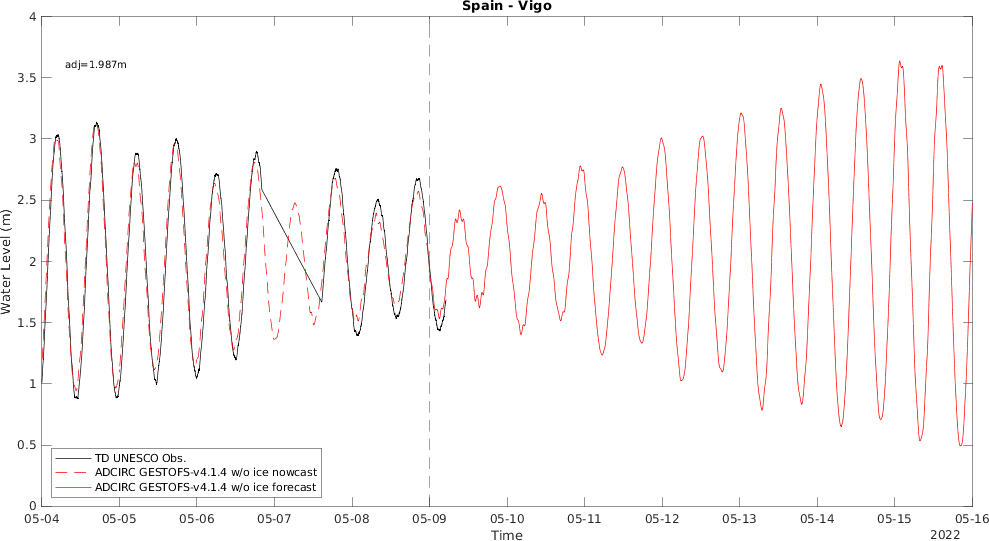 Spain - Vigo
adj=1.987m
Water Level (m)
4
3.5
3
2.5
2
1.5
1
0.5
0
TD UNESCO Obs.
ADCIRC GESTOFS-v4.1.4 w/o ice nowcast
ADCIRC GESTOFS-v4.1.4 w/o ice forecast
05-04 05-05 05-06 05-07 05-08 05-09 05-10 05-11 05-12 05-13 05-14 05-15 05-16
Time
2022